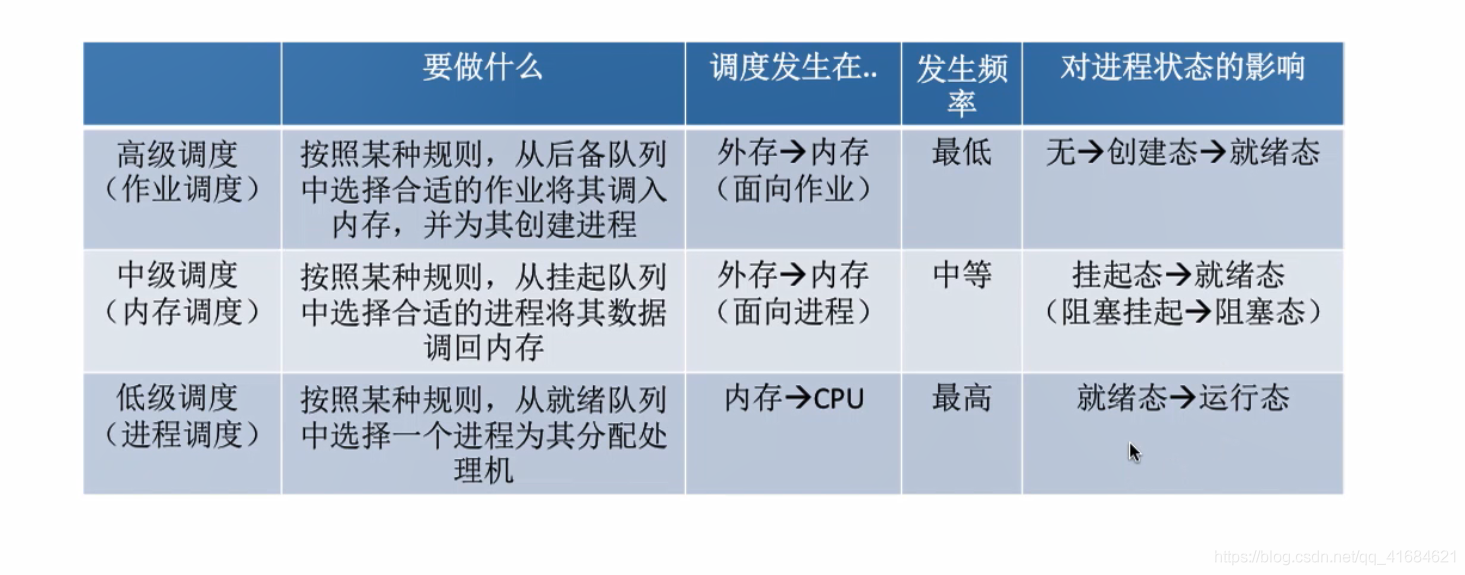 要做什么
调度发生在..
发生频
率
对进程状态的影响
高级调度
（作业调度）
按照某种规则，从后备队列
中选择合适的作业将其调入
内存，并为其创建进程
外存→内存
（面向作业）
最低
无→创建态→就绪态
中级调度
（内存调度）
按照某种规则，从挂起队列
中选择合适的进程将其数据
调回内存
外存→内存
（面向进程）
中等
挂起态→就绪态
（阻塞挂起→阻塞态）
低级调度
（进程调度）
按照某种规则，从就绪队列
中选择一个进程为其分配处
理机
内存→CPU
最高
就绪态→运行态
https://blog.csdn.net/qq_41684621